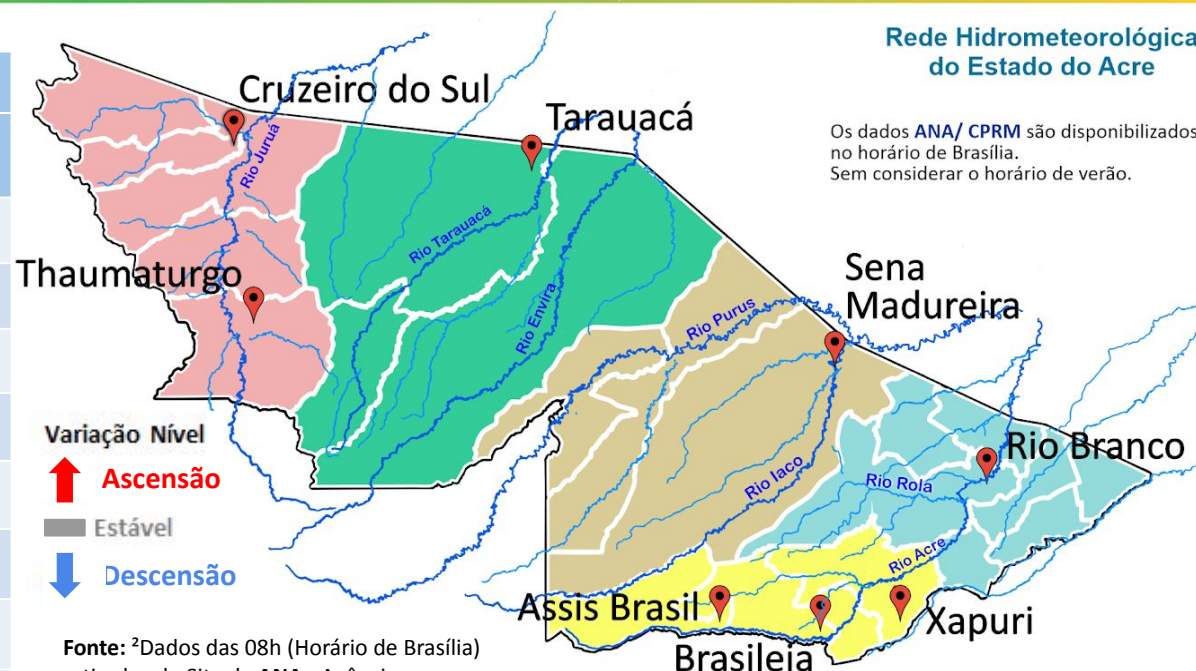 Rede Hidrometeorológica
do Estado do Acre
Os dados ANA/ CPRM são disponibilizados
no horário de Brasília.
Sem considerar o horário de verão.
Cruzeiro do Sul
Tarauacá
Rio Juruá
Rio Tarauacá
Thaumaturgo
Rio Envira
Sena
Madureira
Rio Purus
Rio Iaco
Rio Branco
Rio Rola
Rio Acre
Assis Brasil
Brasileia
Xapuri
Variação Nível
Ascensão
Estável
Descensão
Fonte: ²Dados das 08h (Horário de Brasília)